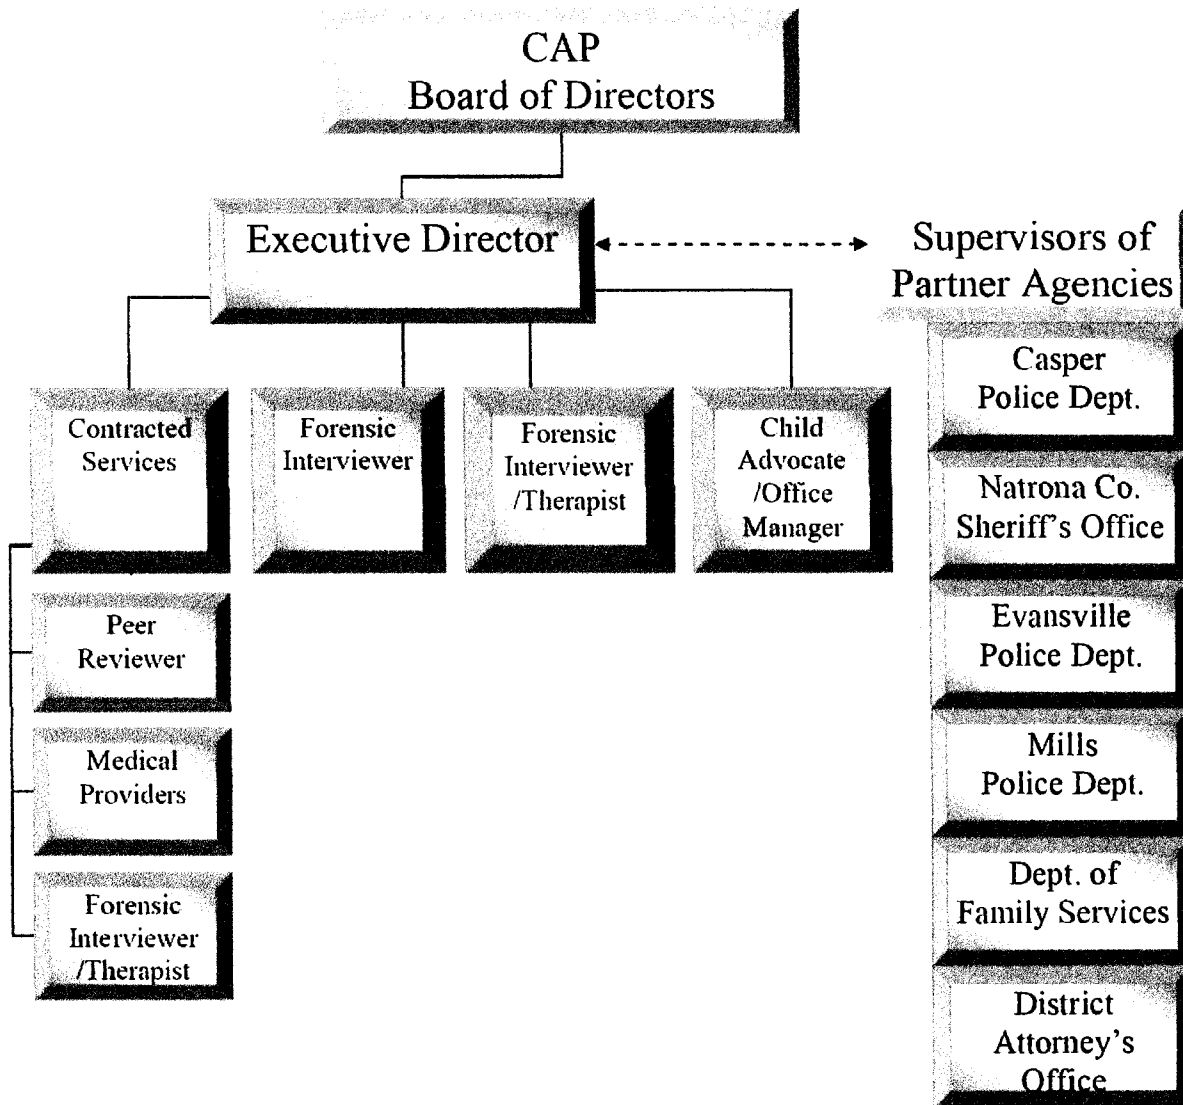 CAP
Board of Directors
Executive Director
Supervisors of
Partner Agencies
Contracted
Services
Forensic
Interviewer
Forensic
Interviewer
/Therapist
Child
Advocate
/Office
Manager
Peer
Reviewer
Medical
Providers
Forensic
Interviewer
/Therapist
Casper
Police Dept.
Natrona Co.
Sheriff's Office
Evansville
Police Dept.
Mills
Police Dept.
Dept. of
Family Services
District
Attorney's
Office